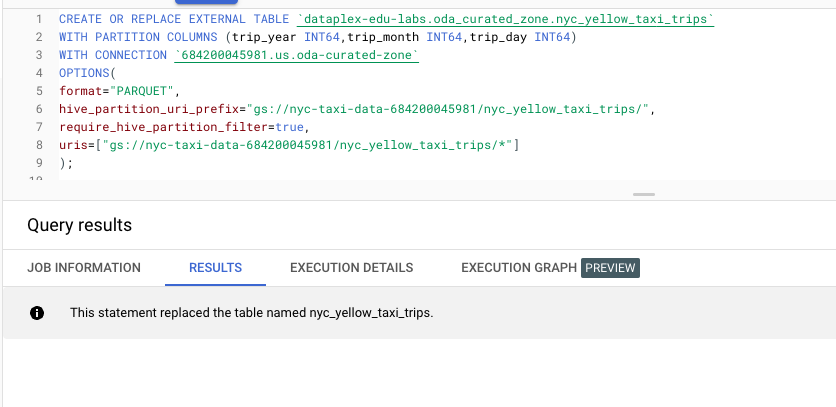 1 CREATE OR REPLACE EXTERNAL TABLE `dataplex-edu-labs.oda_curated_zone.nyc_yellow_taxi_trips`
2 WITH PARTITION COLUMNS (trip_year INT64,trip_month INT64,trip_day INT64)
3 WITH CONNECTION `684200045981.us.oda-curated-zone`
4 OPTIONS(
5 format="PARQUET",
6 hive_partition_uri_prefix="gs://nyc-taxi-data-684200045981/nyc_yellow_taxi_trips/",
7 require_hive_partition_filter=true,
8 uris=["gs://nyc-taxi-data-684200045981/nyc_yellow_taxi_trips/*"]
9 );
10
Query results
JOB INFORMATION RESULTS EXECUTION DETAILS EXECUTION GRAPH PREVIEW
This statement replaced the table named nyc_yellow_taxi_trips.